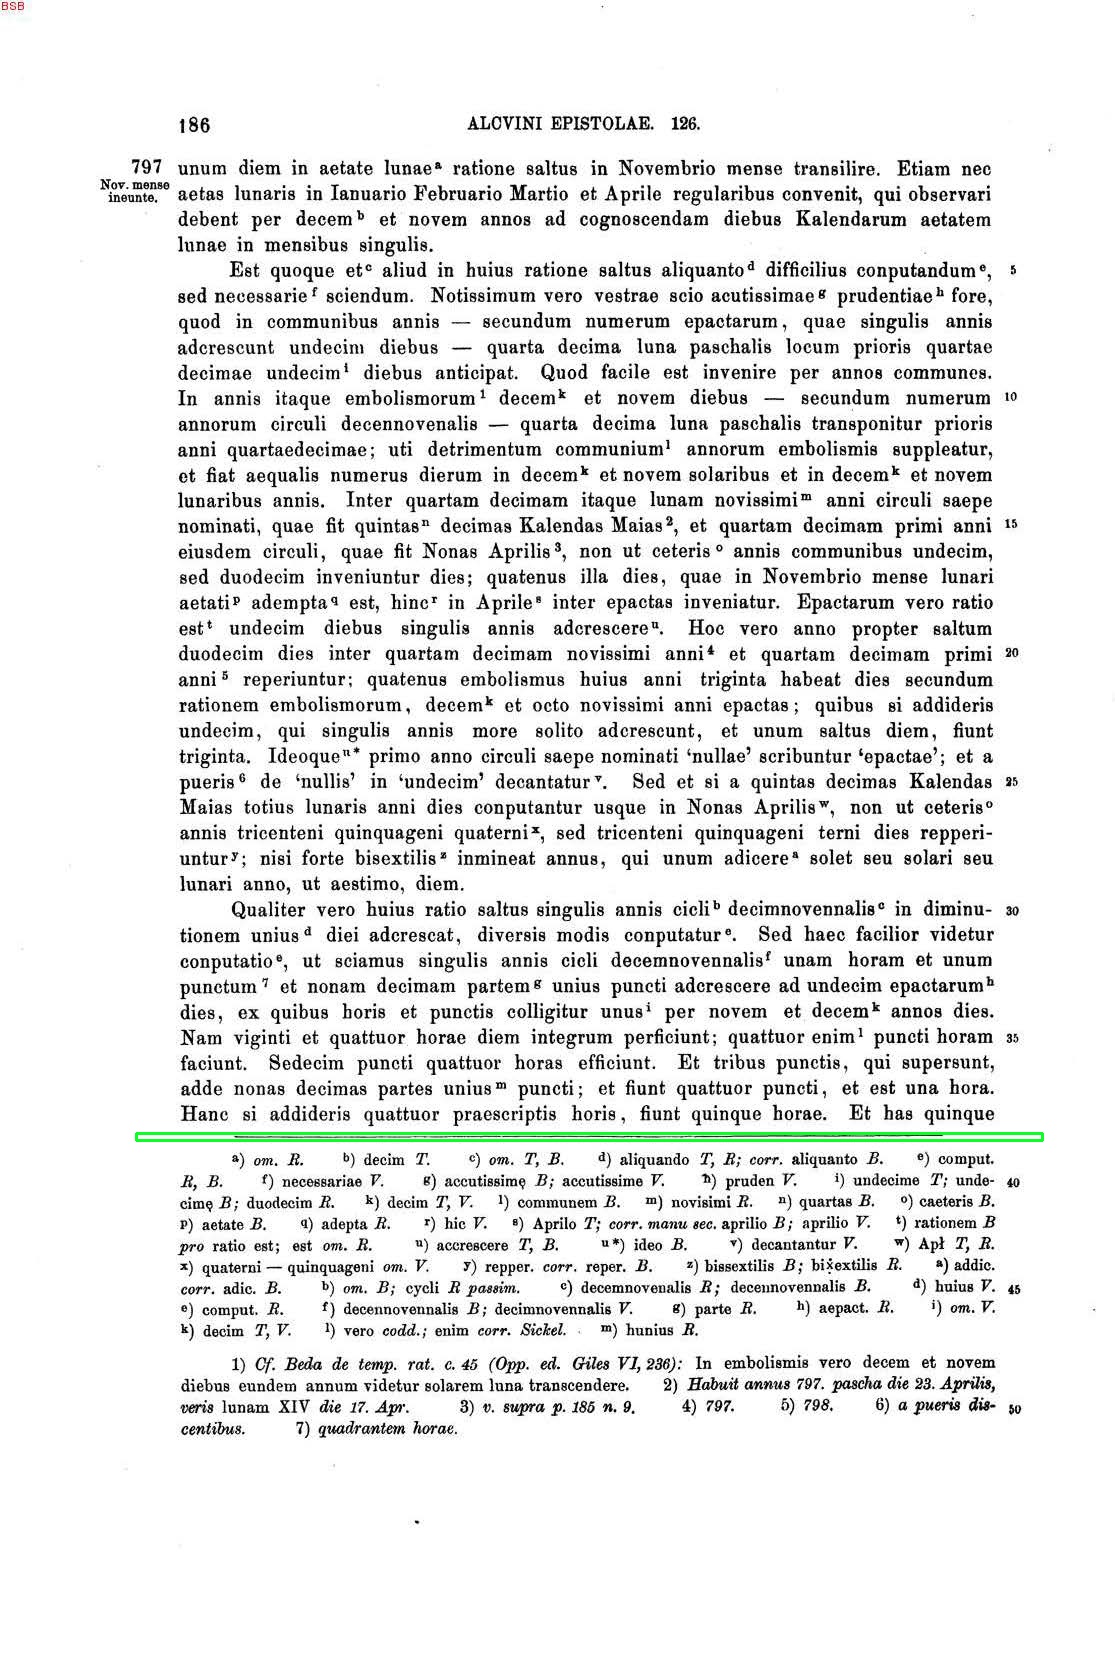 BSB
186
ALCVINI EPISTOLAE. 126.
797 unum diem in aetate lunae a ratione saltus in Novembrio mense transilire. Etiam nec
Nov. mense ineunte. aetas lunaris in Ianuario Februario Martio et Aprile regularibus convenit, qui observari
debent per decem b et novem annos ad cognoscendam diebus Kalendarum aetatem
lunae in mensibus singulis.
Est quoque et c aliud in huius ratione saltus aliquanto d difficilius conputandum e, 5
sed necessarie f sciendum. Notissimum vero vestrae scio acutissimae g prudentiae h fore,
quod in communibus annis — secundum numerum epactarum, quae singulis annis
adcrescunt undecim diebus — quarta decima luna paschalis locum prioris quartae
decimae undecim i diebus anticipat. Quod facile est invenire per annos communes.
In annis itaque embolismorum 1 decem k et novem diebus — secundum numerum 10
annorum circuli decennovenalis — quarta decima luna paschalis transponitur prioris
anni quartaedecimae; uti detrimentum communium l annorum embolismis suppleatur,
et fiat aequalis numerus dierum in decem k et novem solaribus et in decem k et novem
lunaribus annis. Inter quartam decimam itaque lunam novissimi m anni circuli saepe
nominati, quae fit quintas n decimas Kalendas Maias 2, et quartam decimam primi anni 15
eiusdem circuli, quae fit Nonas Aprilis 3, non ut ceteris o annis communibus undecim,
sed duodecim inveniuntur dies; quatenus illa dies, quae in Novembrio mense lunari
aetati p adempta q est, hinc r in Aprile s inter epactas inveniatur. Epactarum vero ratio
est t undecim diebus singulis annis adcrescere u. Hoc vero anno propter saltum
duodecim dies inter quartam decimam novissimi anni 4 et quartam decimam primi 20
anni 5 reperiuntur; quatenus embolismus huius anni triginta habeat dies secundum
rationem embolismorum, decem k et octo novissimi anni epactas; quibus si addideris
undecim, qui singulis annis more solito adcrescunt, et unum saltus diem, fiunt
triginta. Ideoque u* primo anno circuli saepe nominati ‘nullae’ scribuntur ‘epactae’; et a
pueris 6 de ‘nullis’ in ‘undecim’ decantatur v. Sed et si a quintas decimas Kalendas 25
Maias totius lunaris anni dies conputantur usque in Nonas Aprilis w, non ut ceteris o
annis tricenteni quinquageni quaterni x, sed tricenteni quinquageni terni dies repperi-
untur y; nisi forte bisextilis z inmineat annus, qui unum adicere a solet seu solari seu
lunari anno, ut aestimo, diem.
Qualiter vero huius ratio saltus singulis annis cicli b decimnovennalis c in diminu- 30
tionem unius d diei adcrescat, diversis modis conputatur e. Sed haec facilior videtur
conputatio e, ut sciamus singulis annis cicli decemnovennalis f unam horam et unum
punctum 7 et nonam decimam partem g unius puncti adcrescere ad undecim epactarum h
dies, ex quibus horis et punctis colligitur unus i per novem et decem k annos dies.
Nam viginti et quattuor horae diem integrum perficiunt; quattuor enim l puncti horam 35
faciunt. Sedecim puncti quattuor horas efficiunt. Et tribus punctis, qui supersunt,
adde nonas decimas partes unius m puncti; et fiunt quattuor puncti, et est una hora.
Hanc si addideris quattuor praescriptis horis, fiunt quinque horae. Et has quinque
a) om. R. b) decim T. c) om. T, B. d) aliquando T, R; corr. aliquanto B. e) comput.
R, B. f) necessariae V. g) accutissimę B; accutissime V. h) pruden V. i) undecime T; unde- 40
cimę B; duodecim R. k) decim T, V. l) communem B. m) novisimi R. n) quartas B. o) caeteris B.
p) aetate B. q) adepta R. r) hic V. s) Aprilo T; corr. manu sec. aprilio B; aprilio V. t) rationem B
pro ratio est; est om. R. u) accrescere T, B. u*) ideo B. v) decantantur V. w) Apł T, R.
x) quaterni — quinquageni om. V. y) repper. corr. reper. B. z) bissextilis B; bixextilis R. a) addic.
corr. adic. B. b) om. B; cycli R passim. c) decemnovenalis R; decennovennalis B. d) huius V. 45
e) comput. R. f) decennovennalis B; decimnovennalis V. g) parte R. h) aepact. R. i) om. V.
k) decim T, V. l) vero codd.; enim corr. Sickel. m) hunius R.
1) Cf. Beda de temp. rat. c. 45 (Opp. ed. Giles VI, 236): In embolismis vero decem et novem
diebus eundem annum videtur solarem luna transcendere. 2) Habuit annus 797. pascha die 23. Aprilis,
veris lunam XIV die 17. Apr. 3) v. supra p. 185 n. 9. 4) 797. 5) 798. 6) a pueris dis- 50
centibus. 7) quadrantem horae.